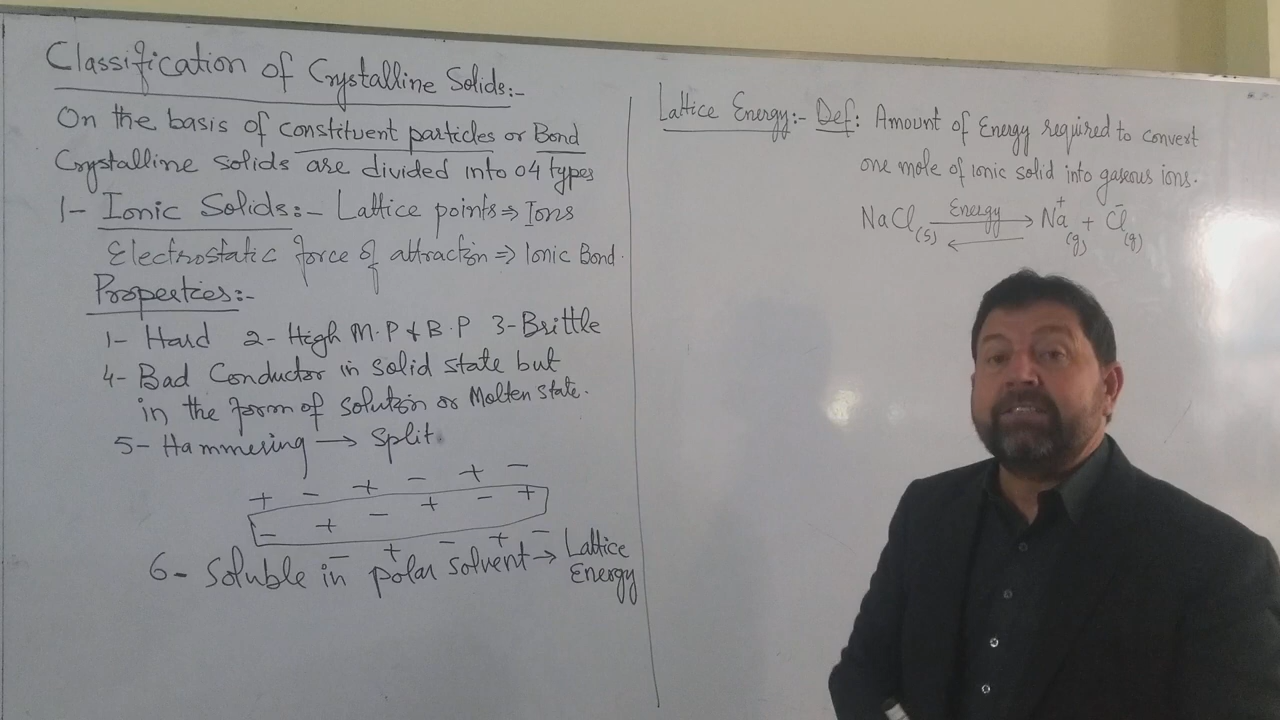 Classification of Crystalline Solids:-
On the basis of constituent particles or Bond
Crystalline solids are divided into 04 types
1- Ionic Solids:- Lattice points ⇒ Ions
Electrostatic force of attraction ⇒ Ionic Bond.
Properties:-
1- Hard 2- High M.P & B.P 3- Brittle
4- Bad Conductor in solid state but
in the form of solution or Molten state.
5- Hammering → Split.
+ - + - + -
- + - + - +
- + - + -
6- Soluble in polar solvent → Lattice
Energy
Lattice Energy:- Def: Amount of Energy required to convert
one mole of ionic solid into gaseous ions.
NaCl(s) Energy ⇌ Na+(g) + Cl-(g)